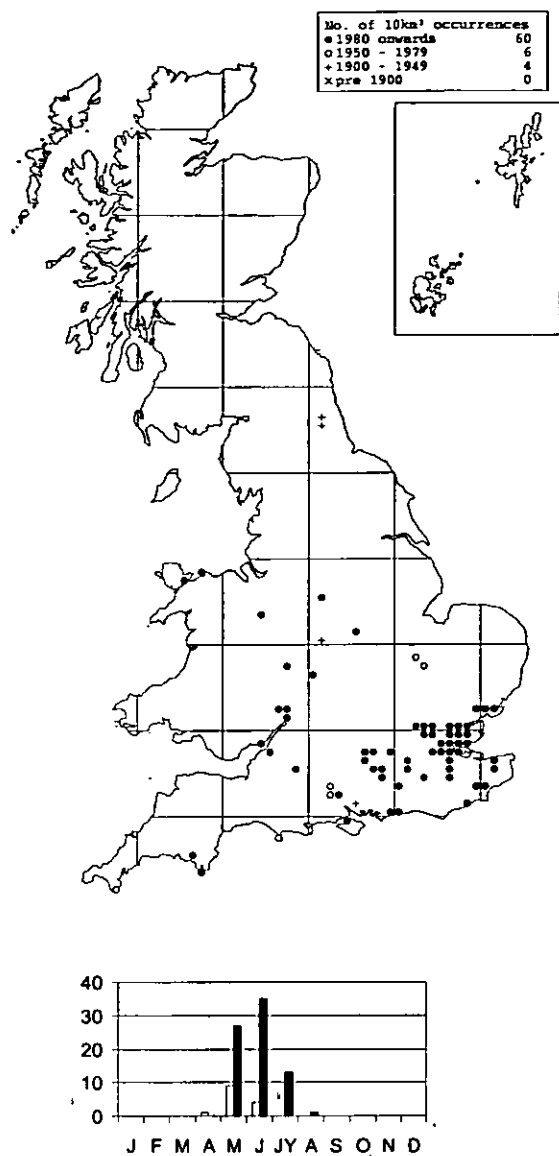 No. of 10km² occurrences
● 1980 onwards 60
○ 1950 - 1979 6
+ 1900 - 1949 4
x pre 1900 0
40
30
20
10
0
J F M A M J JY A S O N D